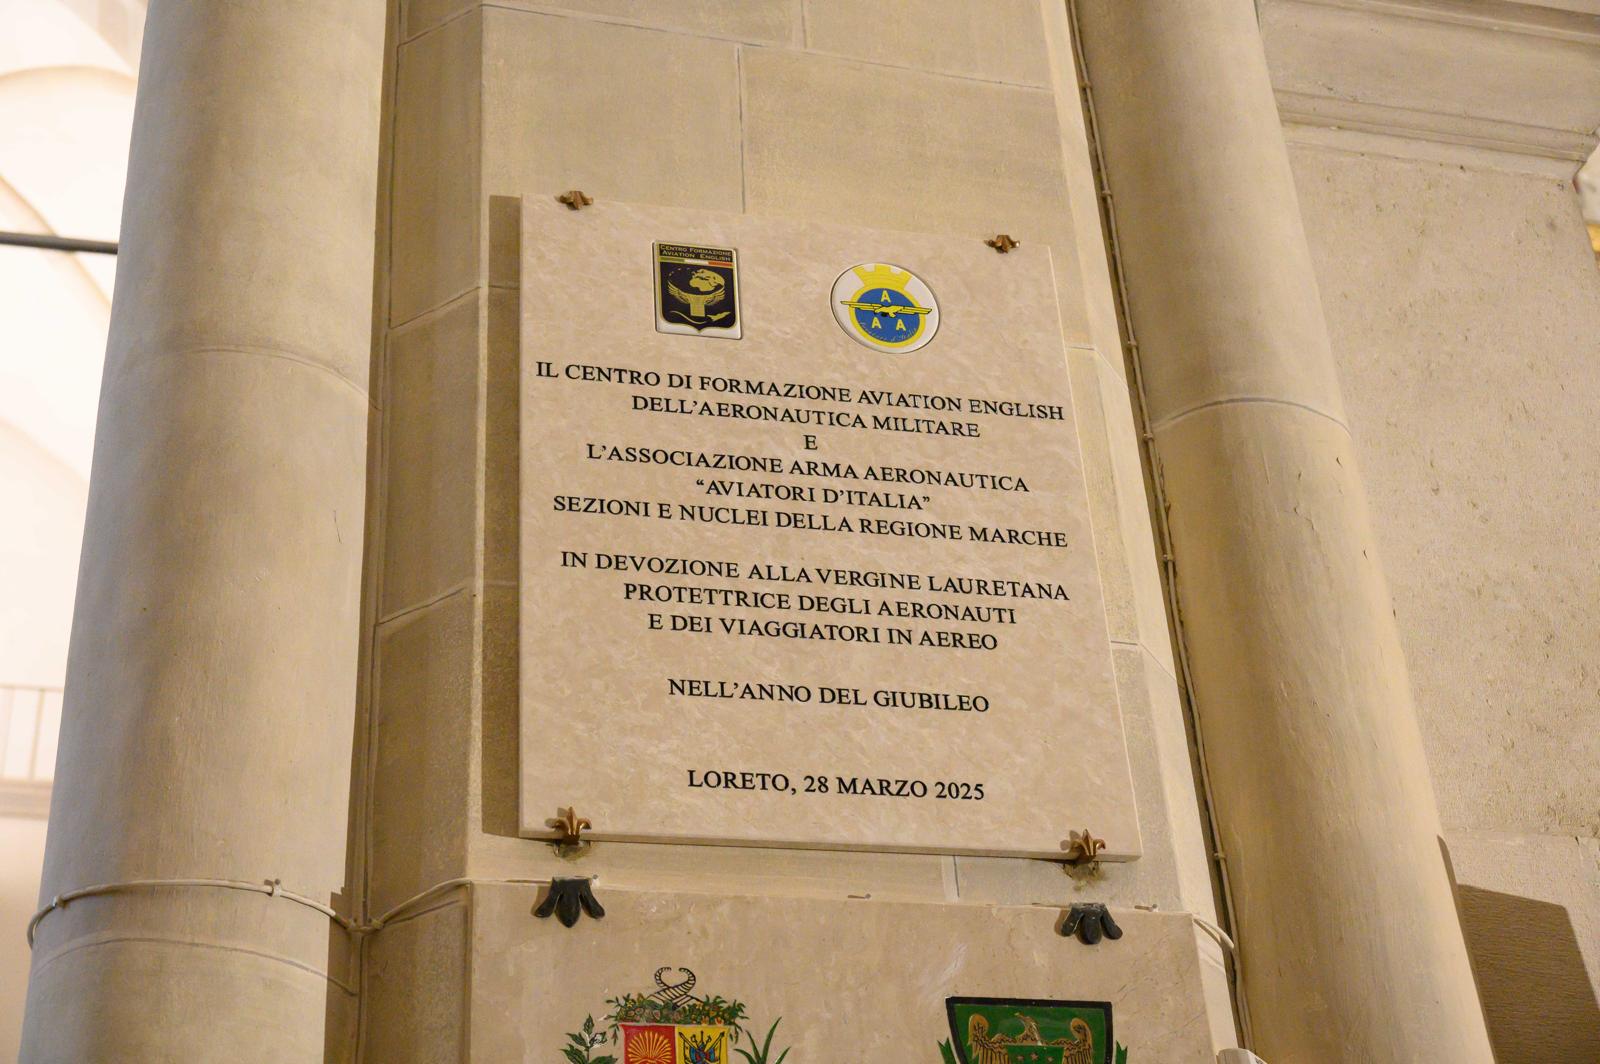 CENTRO FORMAZIONE
AVIATION ENGLISH
A
A A
IL CENTRO DI FORMAZIONE AVIATION ENGLISH
DELL'AERONAUTICA MILITARE
E
L'ASSOCIAZIONE ARMA AERONAUTICA
“AVIATORI D'ITALIA”
SEZIONI E NUCLEI DELLA REGIONE MARCHE
IN DEVOZIONE ALLA VERGINE LAURETANA
PROTETTRICE DEGLI AERONAUTI
E DEI VIAGGIATORI IN AEREO
NELL'ANNO DEL GIUBILEO
LORETO, 28 MARZO 2025